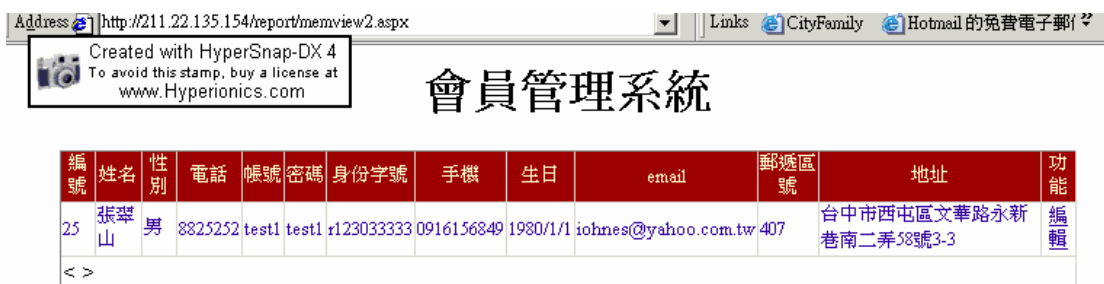 Address http://211.22.135.154/report/memview2.aspx Links CityFamily Hotmail 的免費電子郵件
Created with HyperSnap-DX 4
To avoid this stamp, buy a license at
www.Hyperionics.com
會員管理系統
編號 姓名 性別 電話 帳號 密碼 身份字號 手機 生日 email 郵遞區號 地址 功能
25 張翠山 男 8825252 test1 test1 r123033333 0916156849 1980/1/1 iohnes@yahoo.com.tw 407 台中市西屯區文華路永新巷南二弄58號3-3 編輯
< >